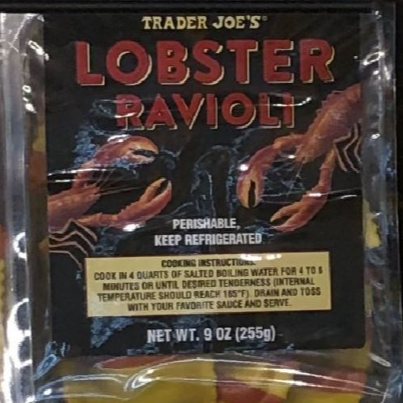 TRADER JOE'S®
LOBSTER
RAVIOLI
PERISHABLE,
KEEP REFRIGERATED
COOKING INSTRUCTIONS:
COOK IN 4 QUARTS OF SALTED BOILING WATER FOR 4 TO 6
MINUTES OR UNTIL DESIRED TENDERNESS (INTERNAL
TEMPERATURE SHOULD REACH 165°F). DRAIN AND TOSS
WITH YOUR FAVORITE SAUCE AND SERVE.
NET WT. 9 OZ (255g)